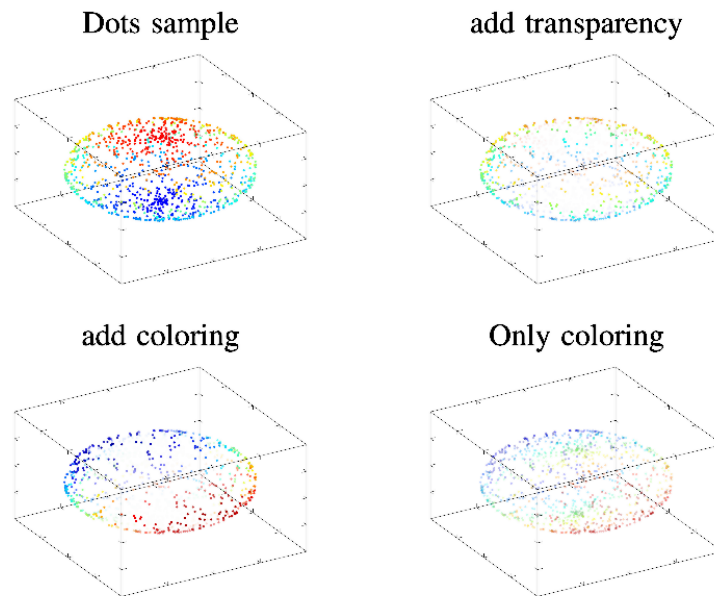 Dots sample
add transparency
add coloring
Only coloring